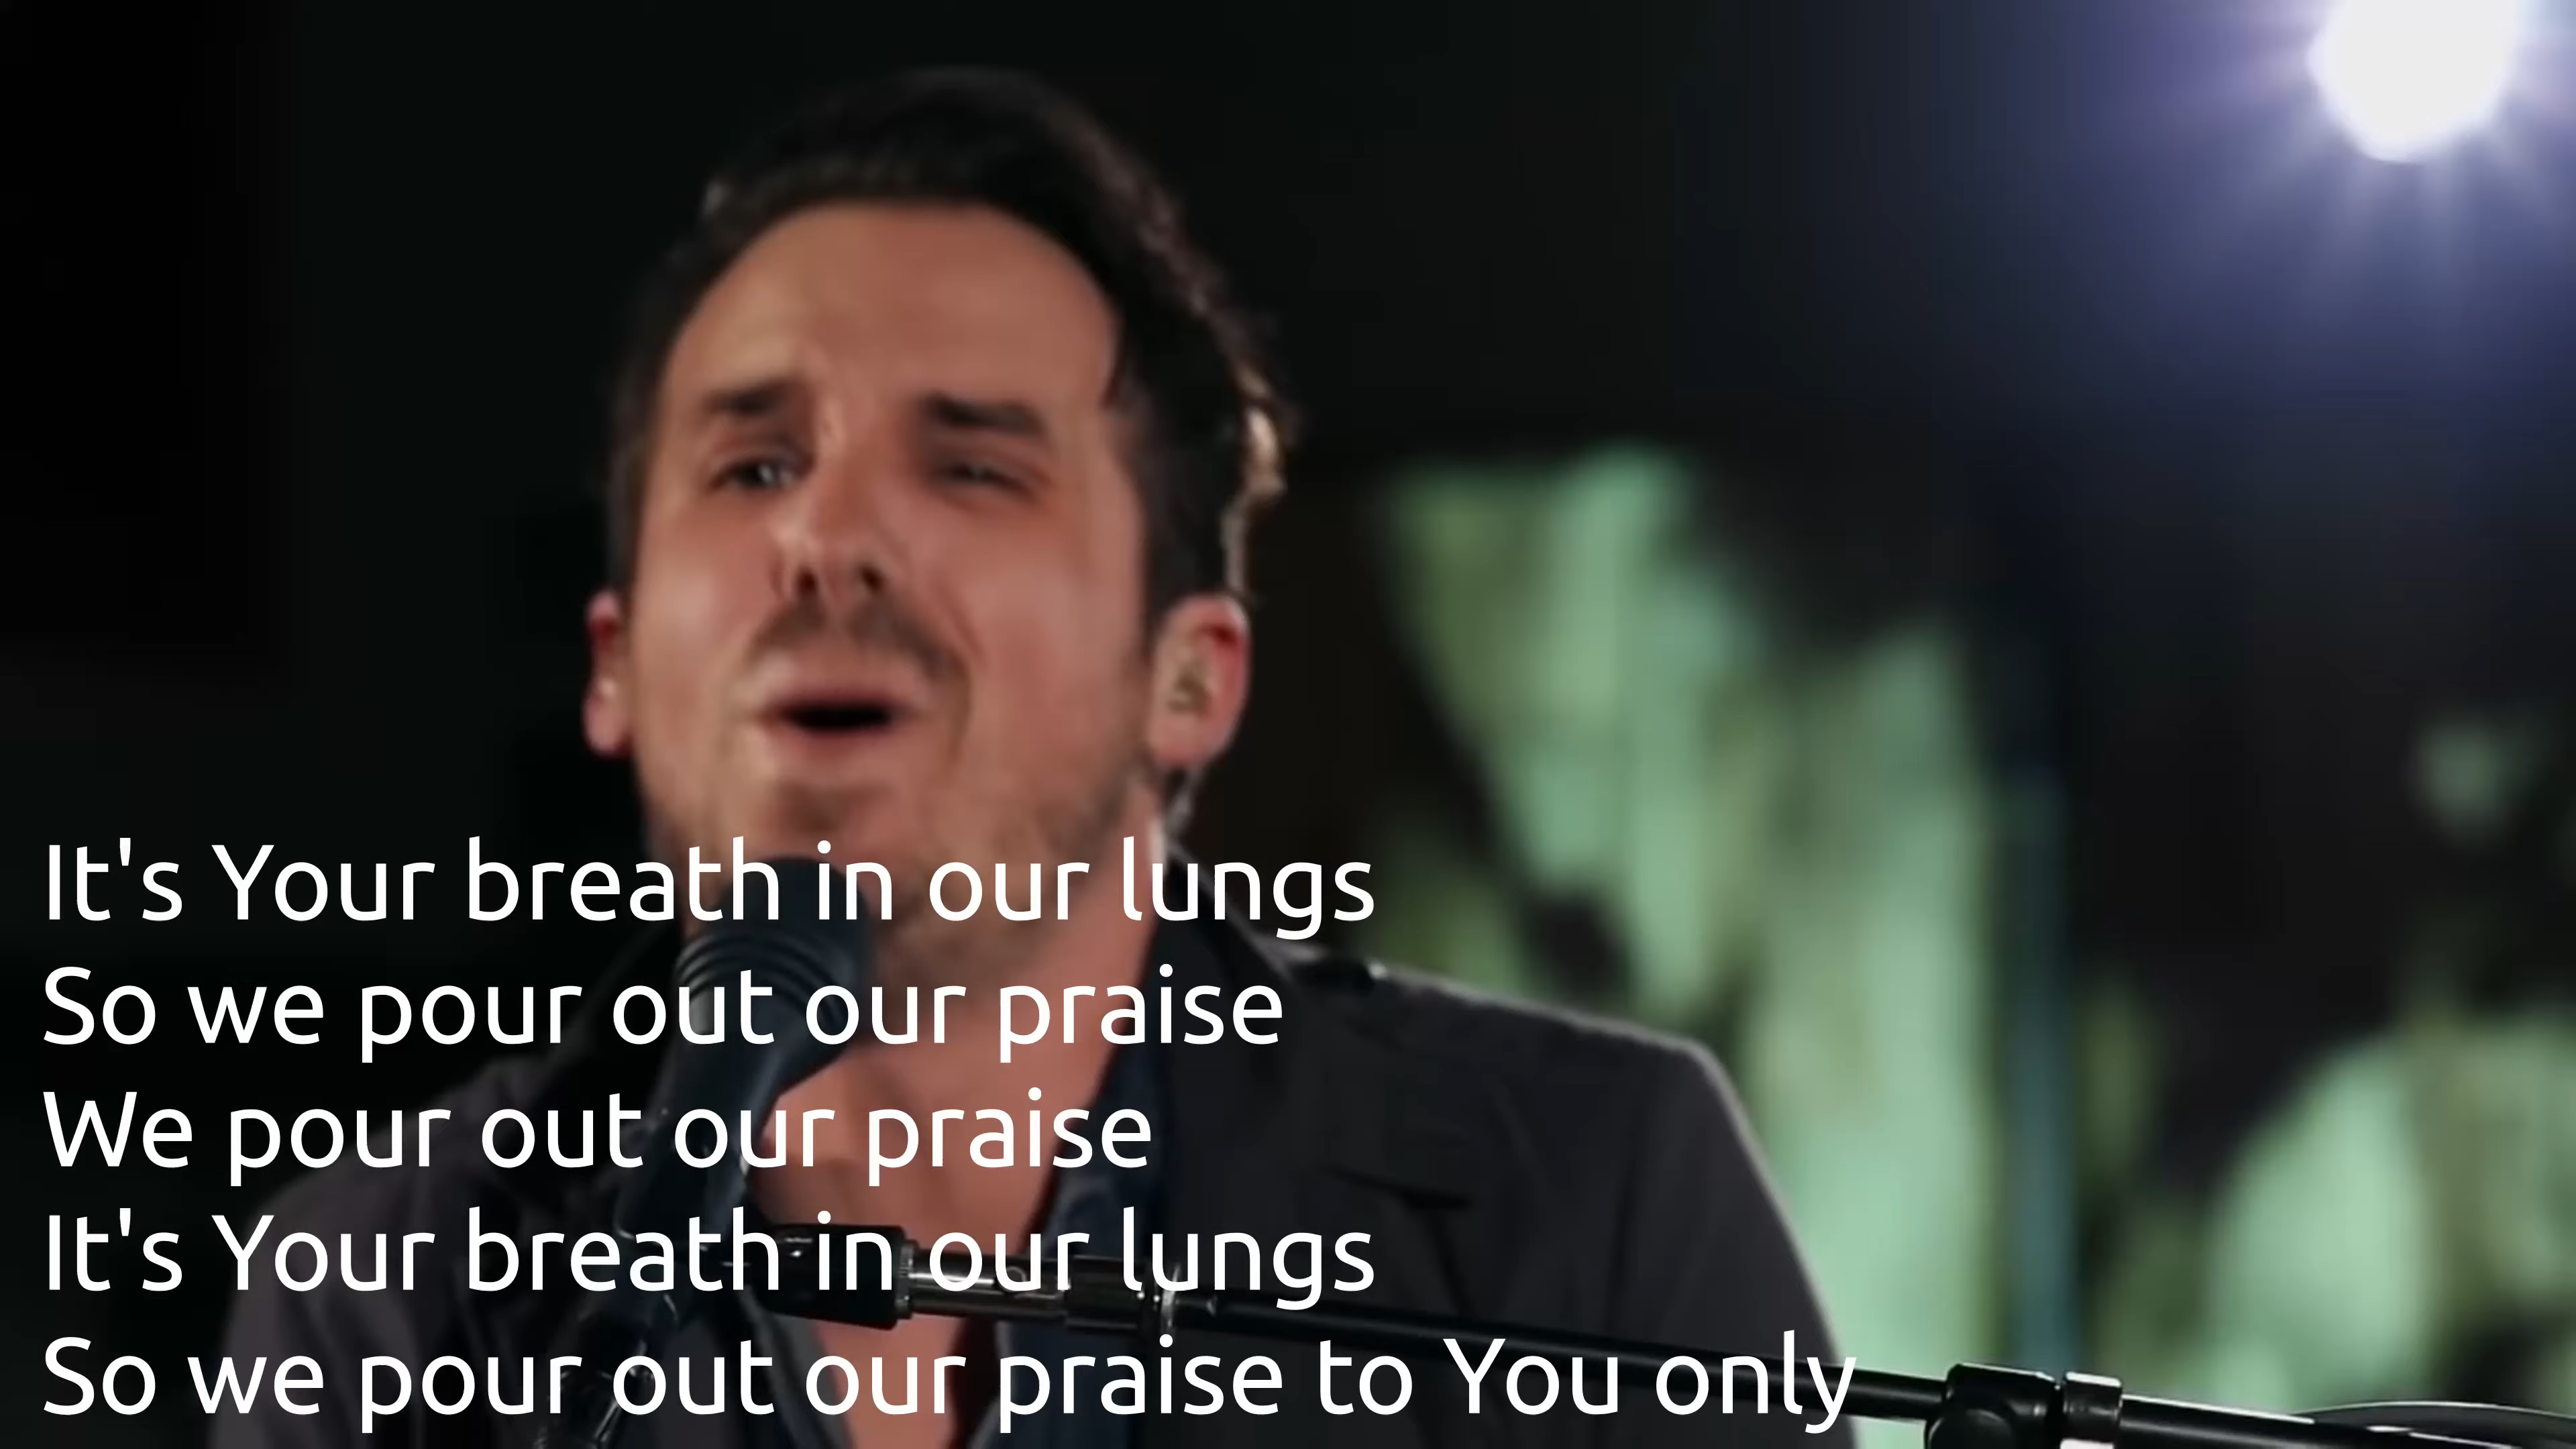 It's Your breath in our lungs
So we pour out our praise
We pour out our praise
It's Your breath in our lungs
So we pour out our praise to You only